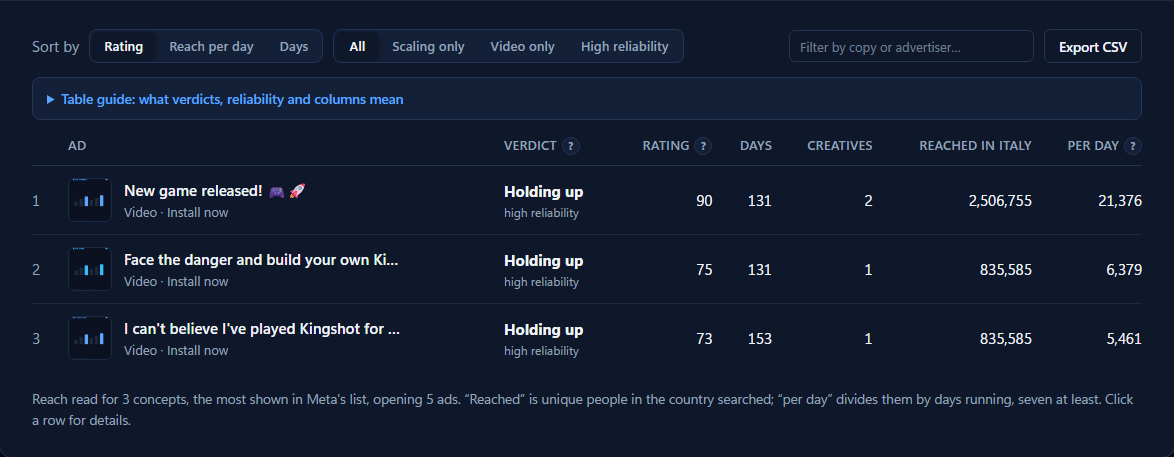 Sort by Rating Reach per day Days All Scaling only Video only High reliability Filter by copy or advertiser... Export CSV
▶ Table guide: what verdicts, reliability and columns mean
AD VERDICT ? RATING ? DAYS CREATIVES REACHED IN ITALY PER DAY ?
1 New game released! 🎮 🚀 Holding up 90 131 2 2,506,755 21,376
Video · Install now high reliability
2 Face the danger and build your own Ki... Holding up 75 131 1 835,585 6,379
Video · Install now high reliability
3 I can't believe I've played Kingshot for ... Holding up 73 153 1 835,585 5,461
Video · Install now high reliability
Reach read for 3 concepts, the most shown in Meta's list, opening 5 ads. “Reached” is unique people in the country searched; “per day” divides them by days running, seven at least. Click
a row for details.